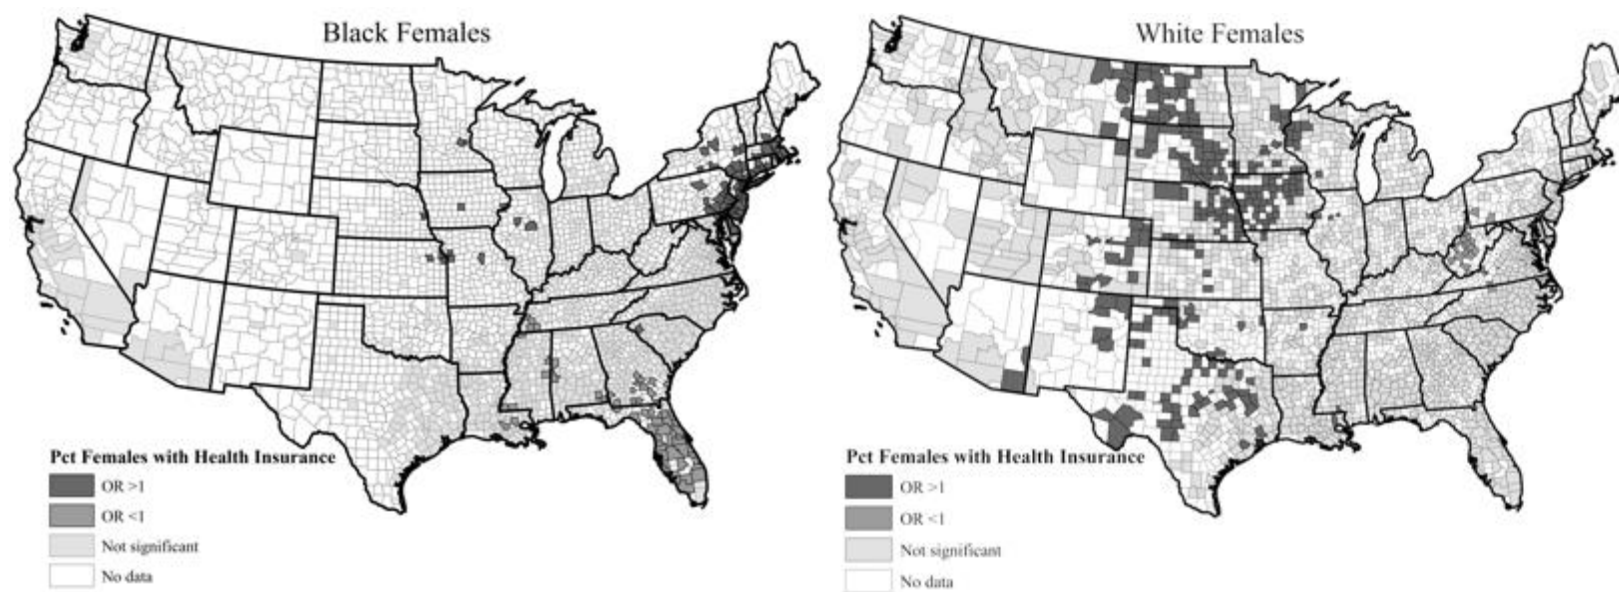 Black Females
Pct Females with Health Insurance
OR >1
OR <1
Not significant
No data
White Females
Pct Females with Health Insurance
OR >1
OR <1
Not significant
No data